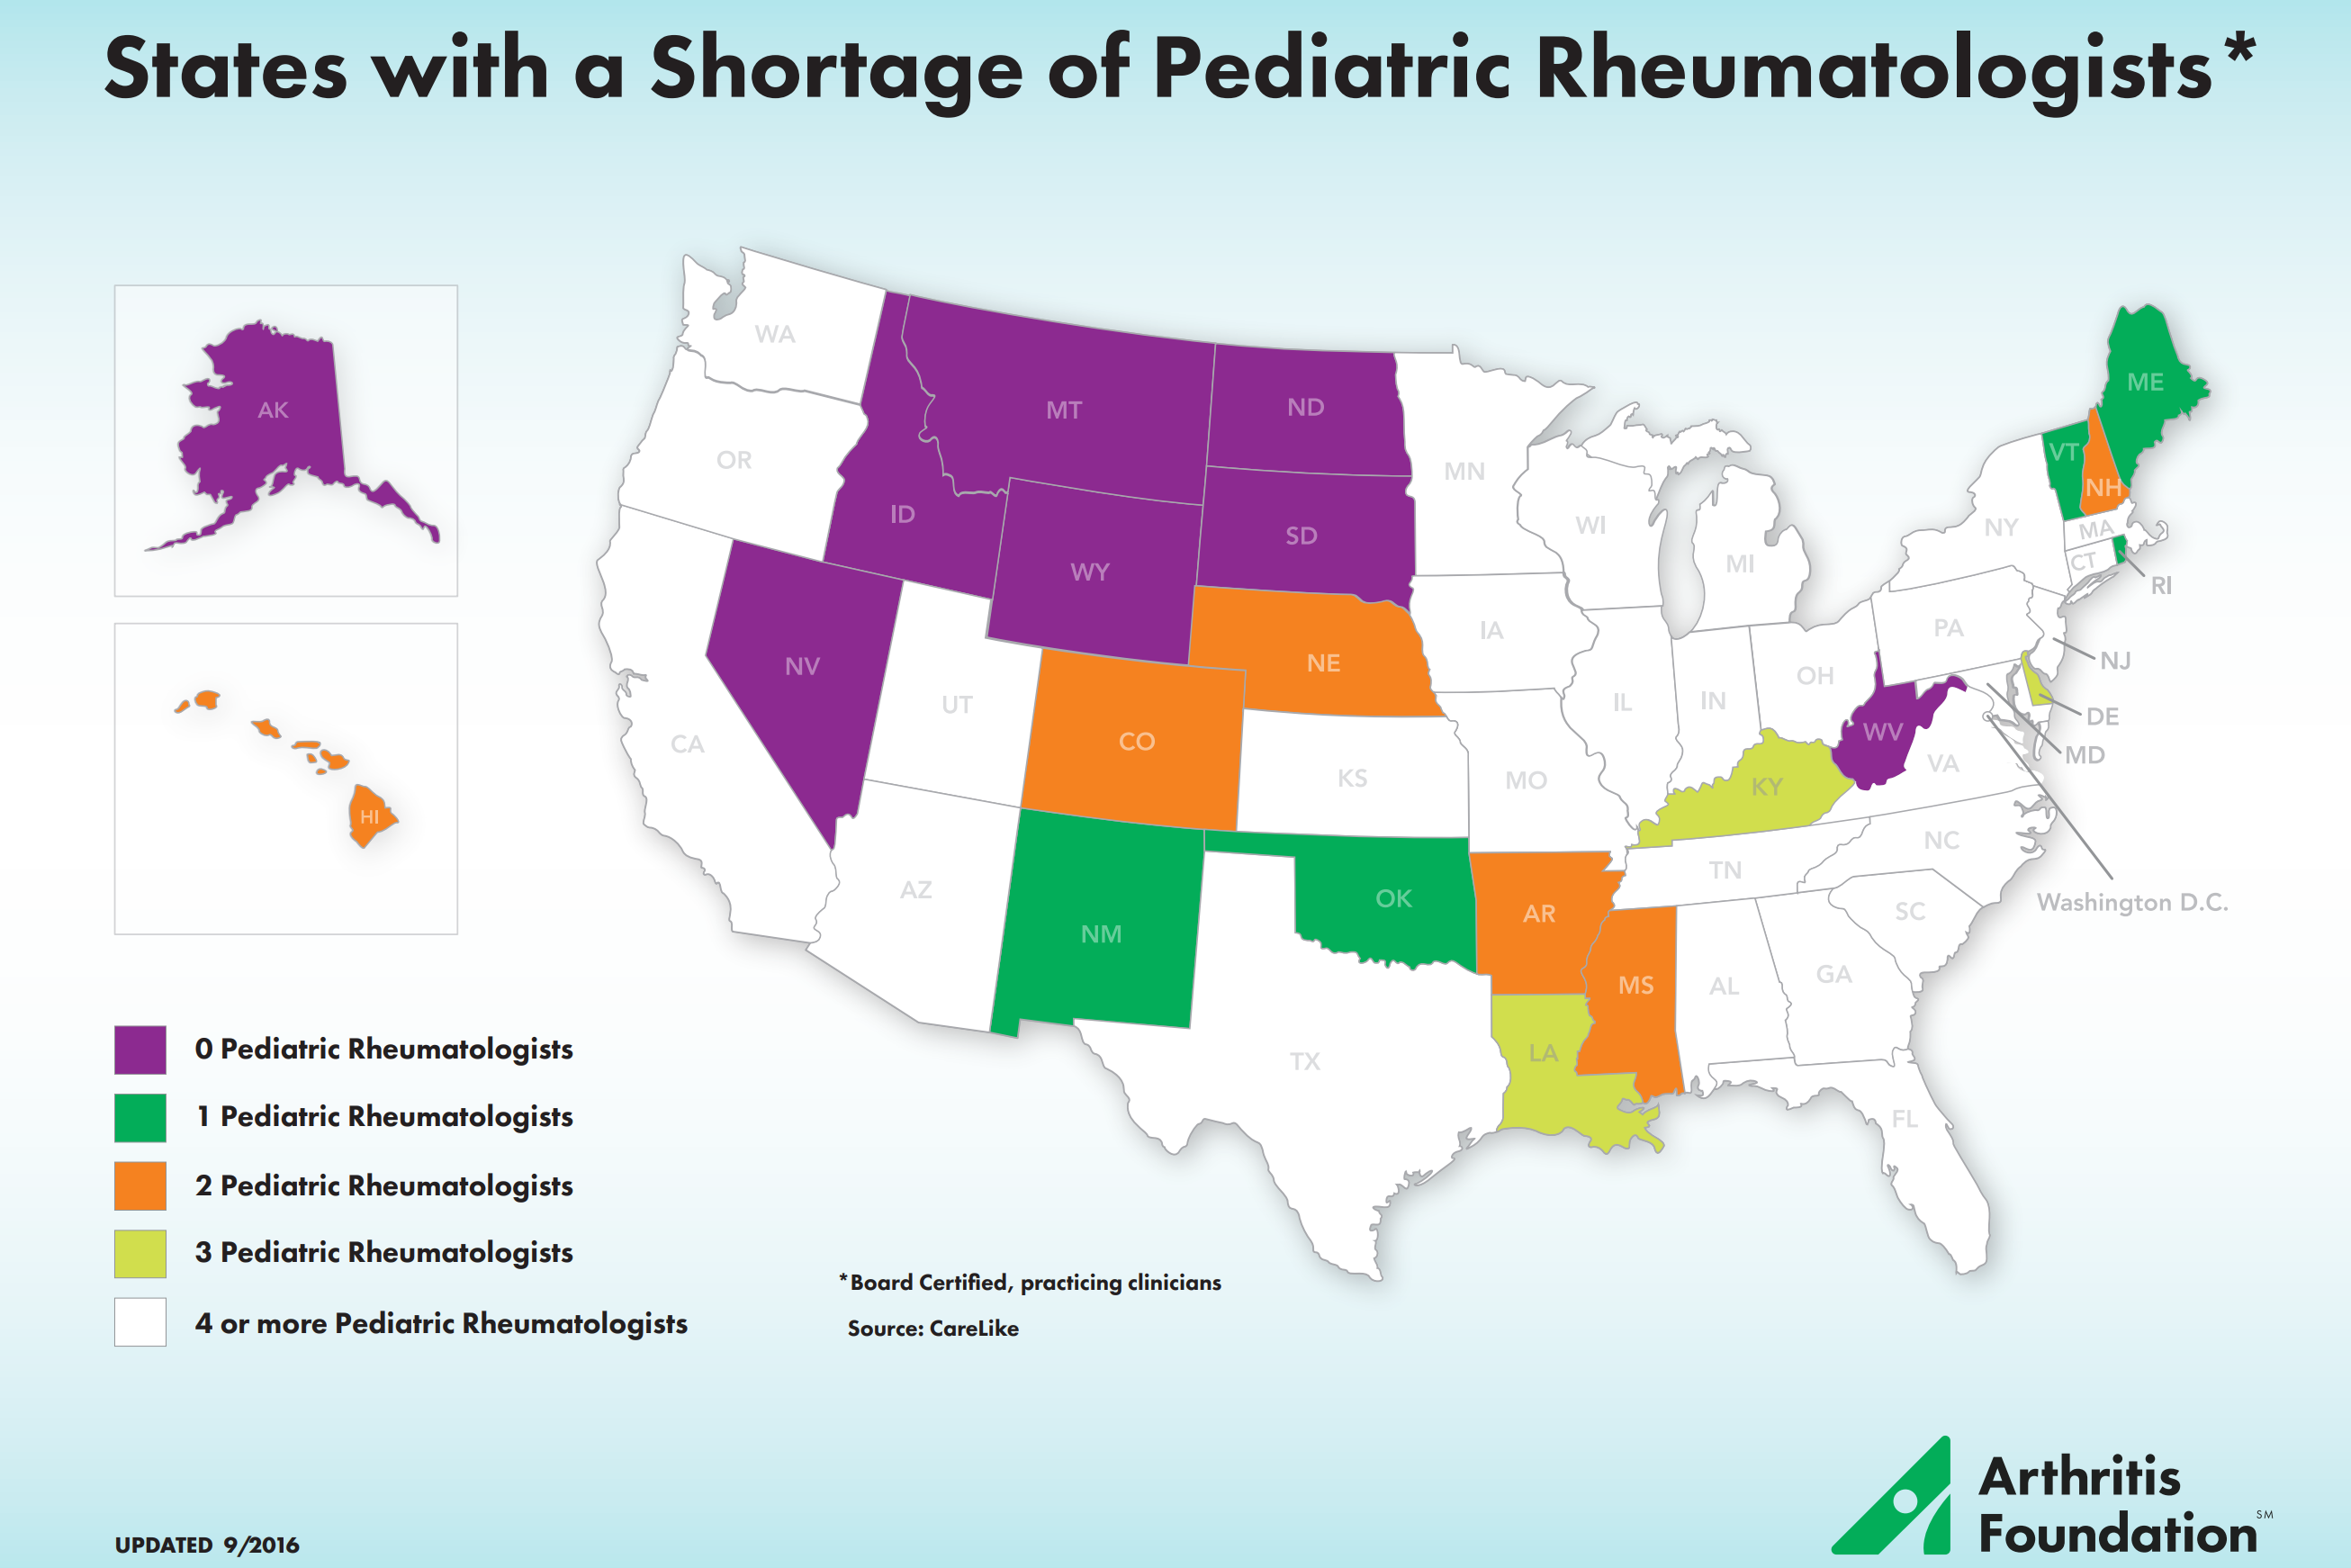 States with a Shortage of Pediatric Rheumatologists*
AK
HI
WA
OR
CA
NV
ID
MT
WY
UT
AZ
CO
NM
ND
SD
NE
KS
OK
TX
MN
IA
MO
AR
LA
WI
IL
MI
IN
OH
KY
TN
MS
AL
GA
FL
SC
NC
VA
WV
PA
NY
VT
NH
ME
MA
CT
RI
NJ
DE
MD
Washington D.C.
0 Pediatric Rheumatologists
1 Pediatric Rheumatologists
2 Pediatric Rheumatologists
3 Pediatric Rheumatologists
4 or more Pediatric Rheumatologists
*Board Certified, practicing clinicians
Source: CareLike
UPDATED 9/2016
Arthritis
Foundation℠